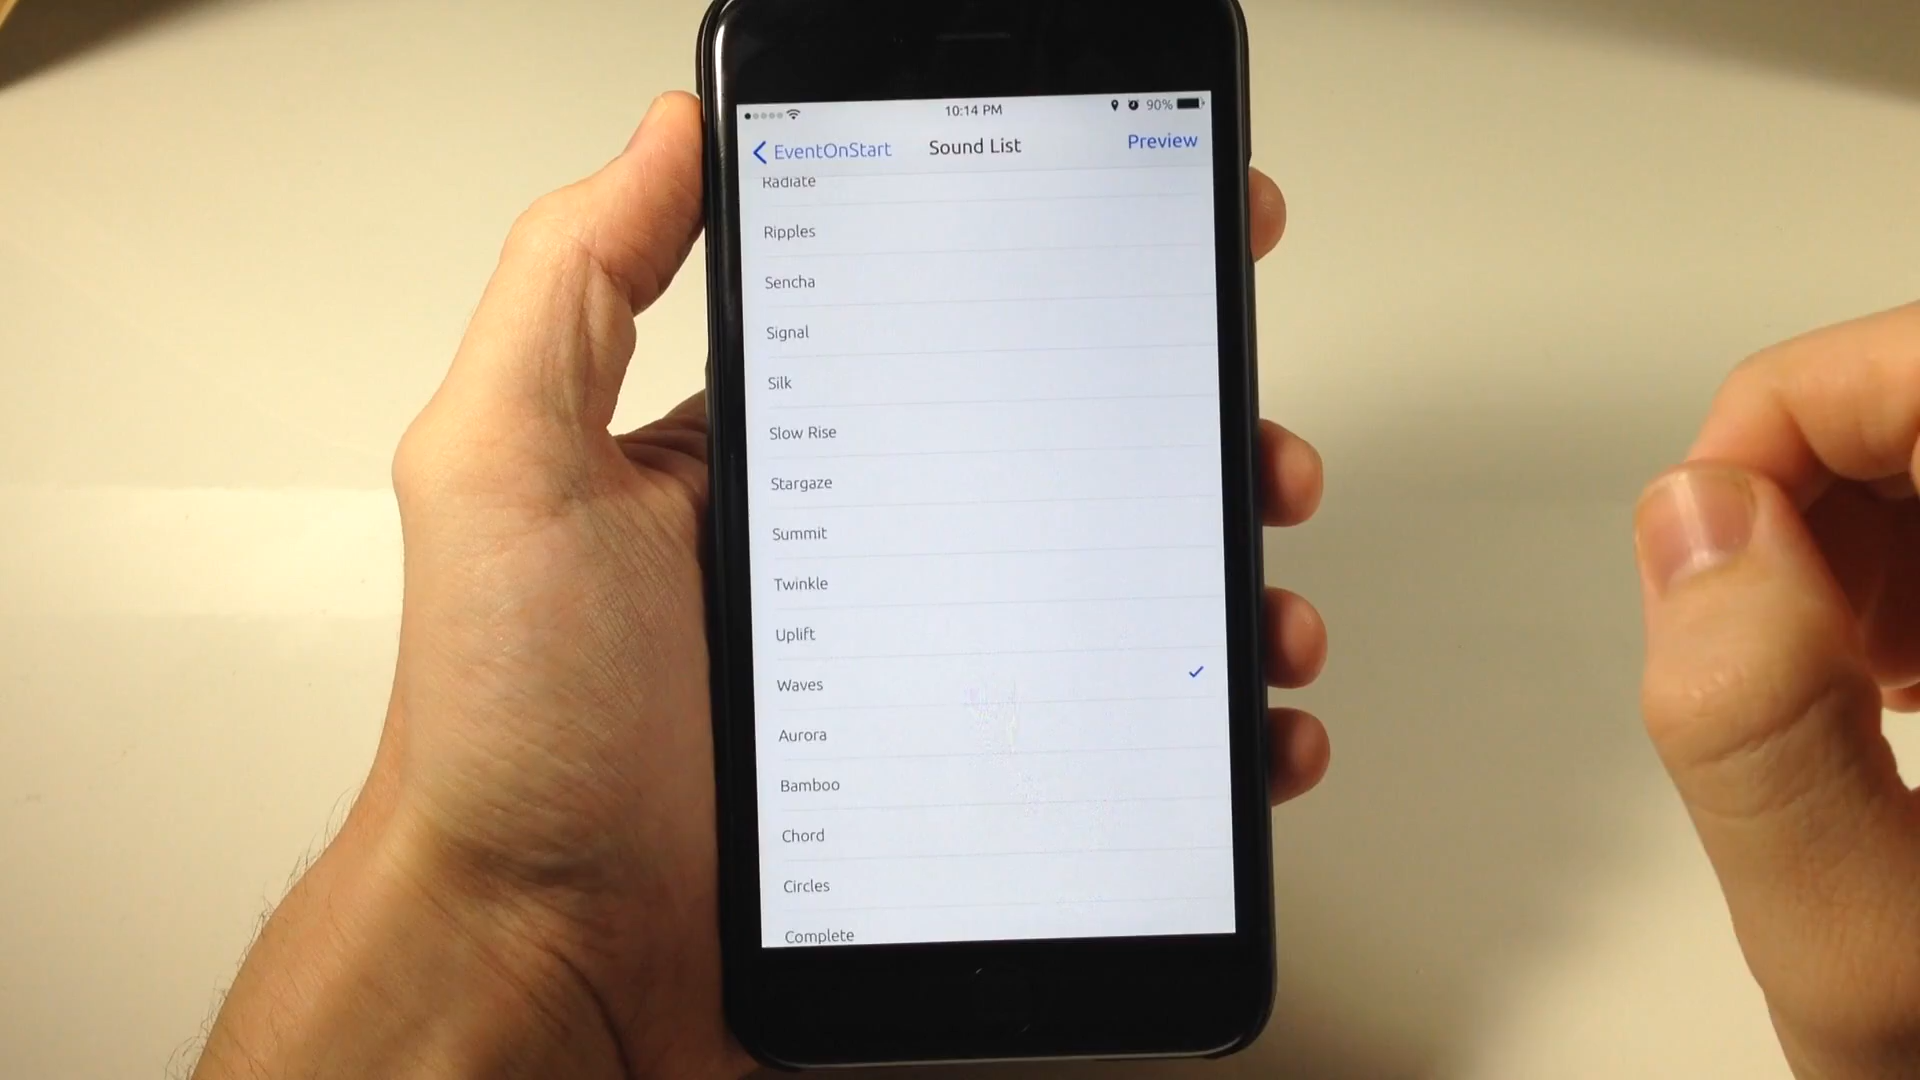 10:14 PM 90%
EventOnStart Sound List Preview
Radiate
Ripples
Sencha
Signal
Silk
Slow Rise
Stargaze
Summit
Twinkle
Uplift
Waves
Aurora
Bamboo
Chord
Circles
Complete